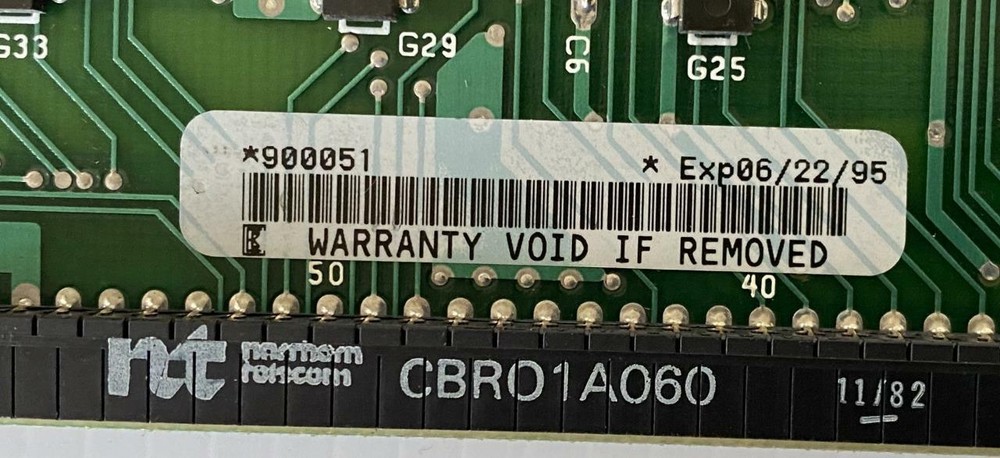 G33
G29
C6
G25
*900051 * Exp06/22/95
WARRANTY VOID IF REMOVED
50
40
nt northern
telecom
CBRO1A060
11/82